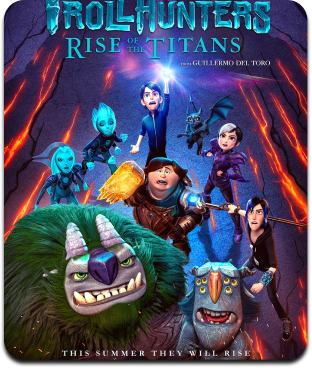 TROLLHUNTERS
RISE OF THE TITANS
FROM GUILLERMO DEL TORO
THIS SUMMER THEY WILL RISE